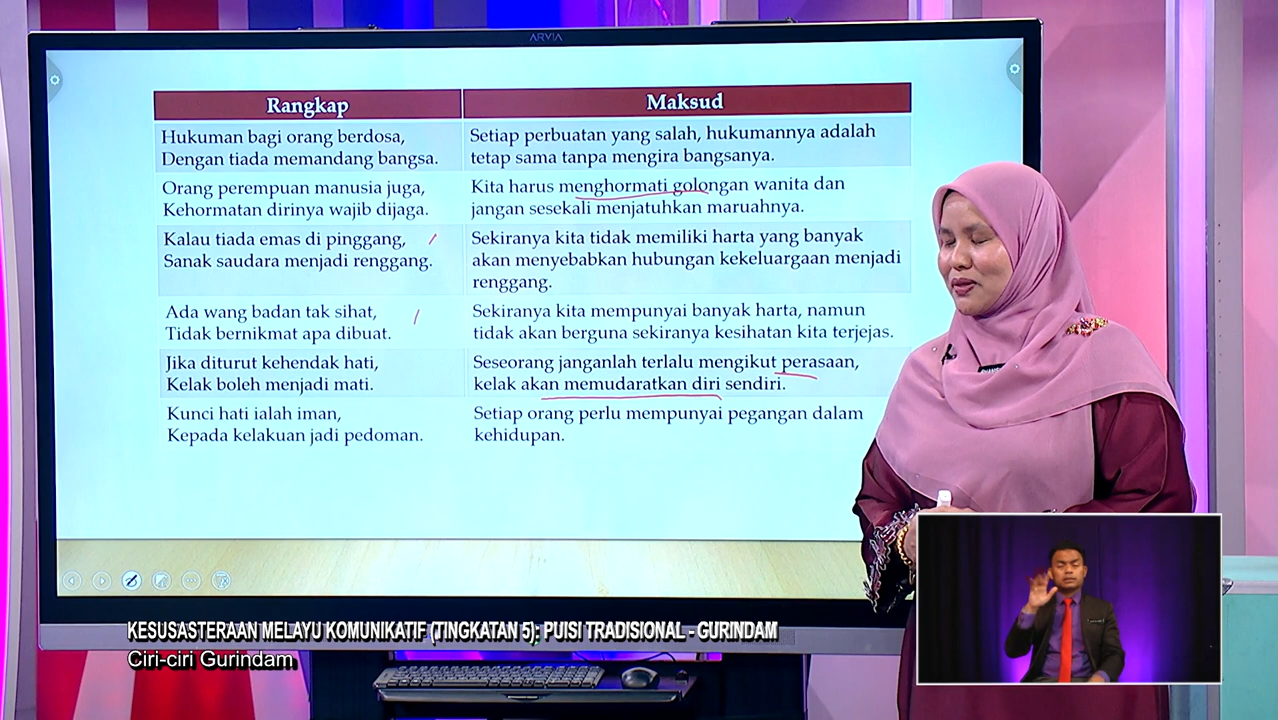 ARVIA
Rangkap
Maksud
Hukuman bagi orang berdosa,
Dengan tiada memandang bangsa.
Setiap perbuatan yang salah, hukumannya adalah
tetap sama tanpa mengira bangsanya.
Orang perempuan manusia juga,
Kehormatan dirinya wajib dijaga.
Kita harus menghormati golongan wanita dan
jangan sesekali menjatuhkan maruahnya.
Kalau tiada emas di pinggang,
Sanak saudara menjadi renggang.
Sekiranya kita tidak memiliki harta yang banyak
akan menyebabkan hubungan kekeluargaan menjadi
renggang.
Ada wang badan tak sihat,
Tidak bernikmat apa dibuat.
Sekiranya kita mempunyai banyak harta, namun
tidak akan berguna sekiranya kesihatan kita terjejas.
Jika diturut kehendak hati,
Kelak boleh menjadi mati.
Seseorang janganlah terlalu mengikut perasaan,
kelak akan memudaratkan diri sendiri.
Kunci hati ialah iman,
Kepada kelakuan jadi pedoman.
Setiap orang perlu mempunyai pegangan dalam
kehidupan.
KESUSASTERAAN MELAYU KOMUNIKATIF (TINGKATAN 5): PUISI TRADISIONAL - GURINDAM
Ciri-ciri Gurindam